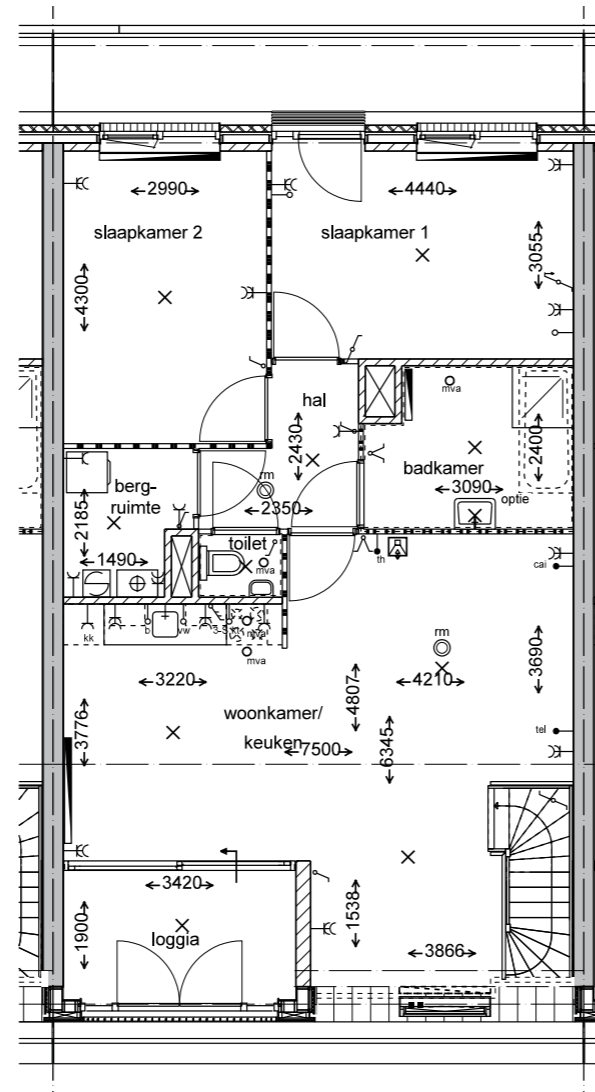 2990
4440
slaapkamer 2
slaapkamer 1
3055
4300
hal
mva
2430
2400
badkamer
rm
3090
berg-
ruimte
optie
2350
2185
toilet
1490
mva
th
cai
kk
b
vw
mva
rm
mva
3690
3220
4807
4210
woonkamer/
keuken
3776
tel
6345
7500
3420
1538
1900
loggia
3866